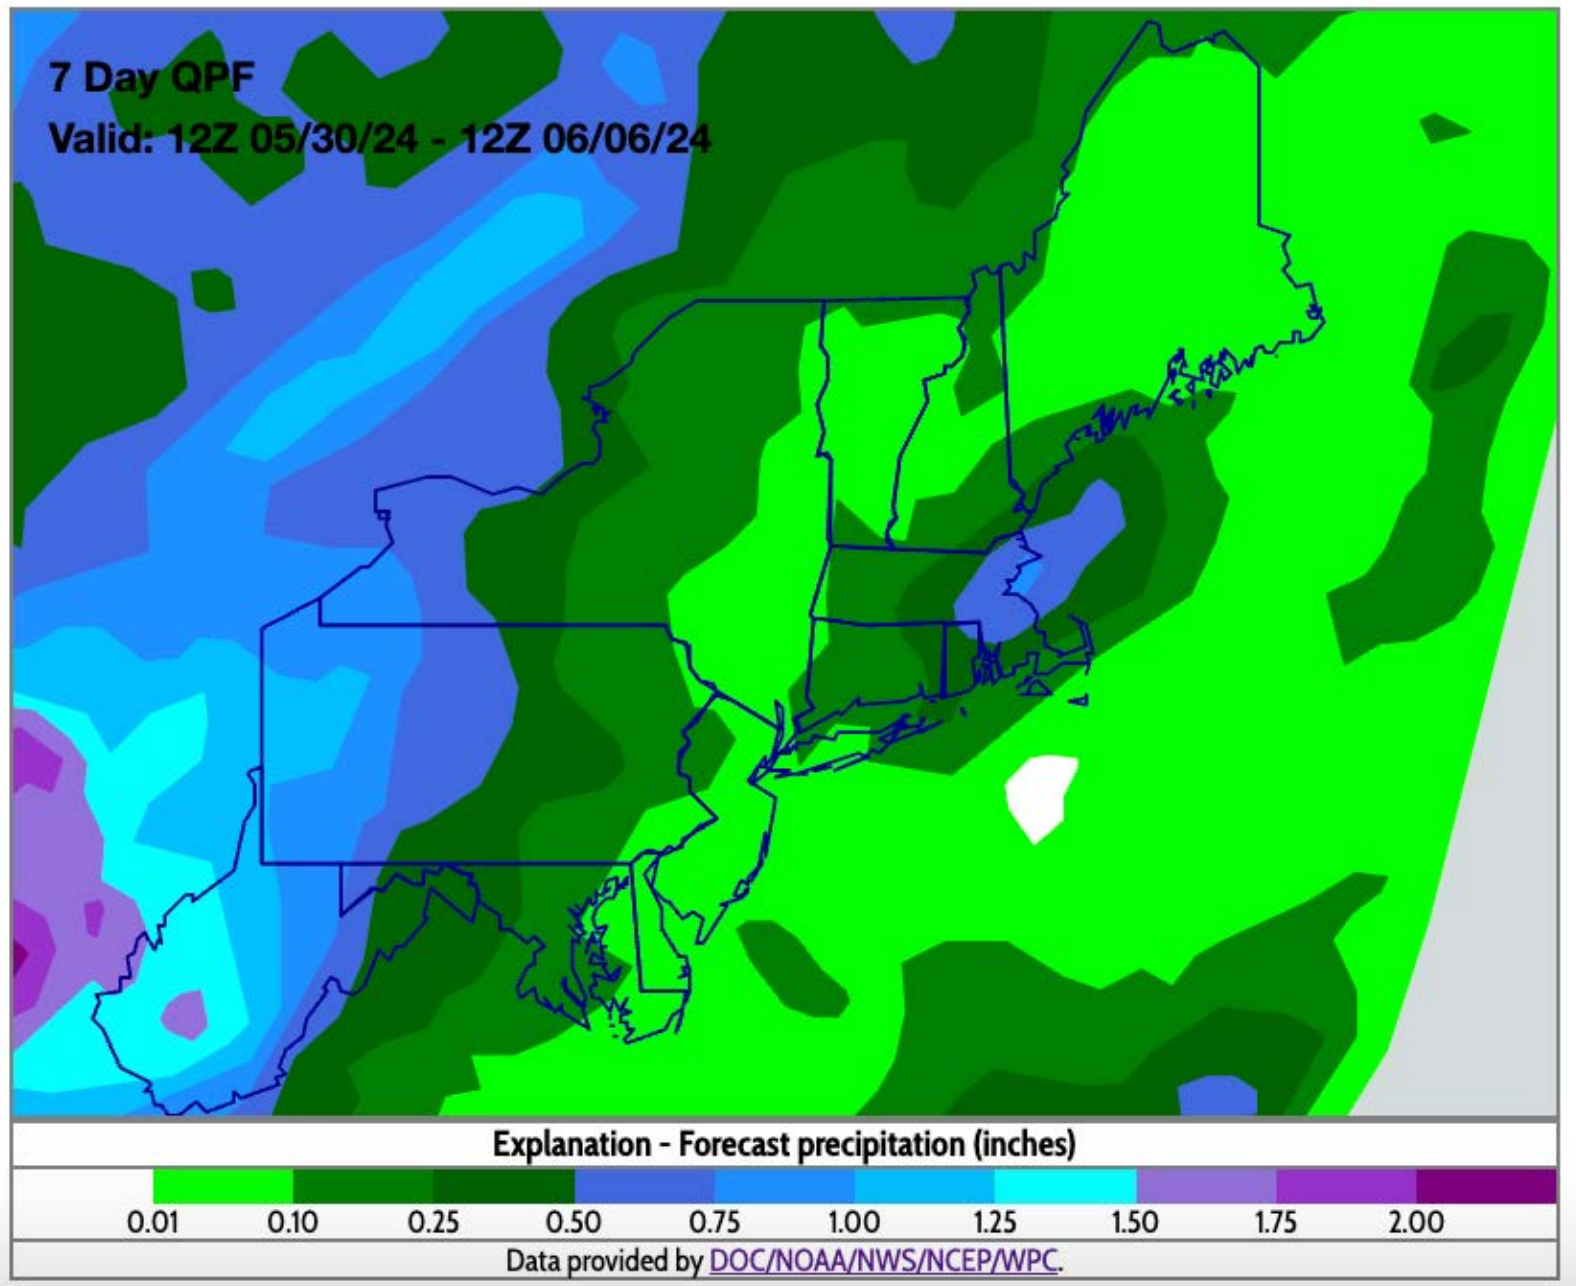 7 Day QPF
Valid: 12Z 05/30/24 - 12Z 06/06/24
Explanation - Forecast precipitation (inches)
0.01 0.10 0.25 0.50 0.75 1.00 1.25 1.50 1.75 2.00
Data provided by DOC/NOAA/NWS/NCEP/WPC.